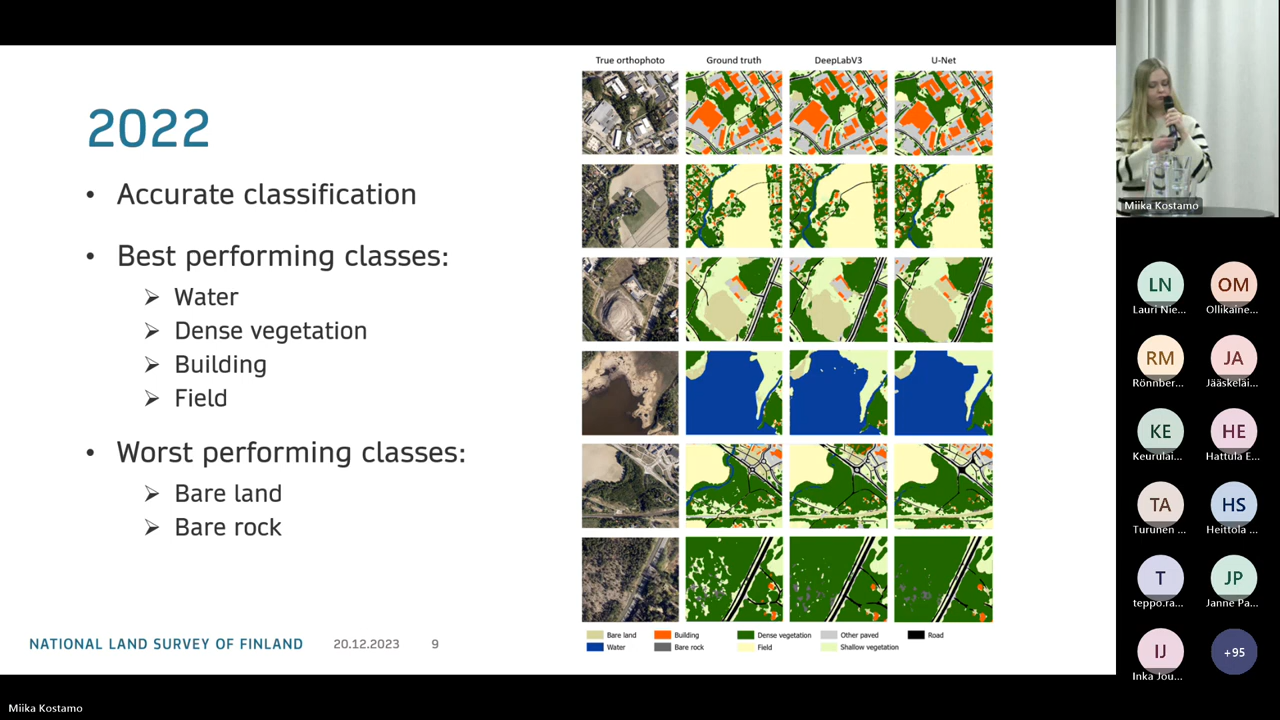 2022
• Accurate classification
• Best performing classes:
➢ Water
➢ Dense vegetation
➢ Building
➢ Field
• Worst performing classes:
➢ Bare land
➢ Bare rock
NATIONAL LAND SURVEY OF FINLAND 20.12.2023 9
True orthophoto Ground truth DeepLabV3 U-Net
Bare land Building Dense vegetation Other paved Road
Water Bare rock Field Shallow vegetation
Miika Kostamo
LN OM
Lauri Nie... Ollikaine...
RM JA
Rönnber... Jääskeläi...
KE HE
Keurulai... Hattula E...
TA HS
Turunen ... Heittola ...
T JP
teppo.ra... Janne Pa...
IJ +95
Inka Jou...
Miika Kostamo